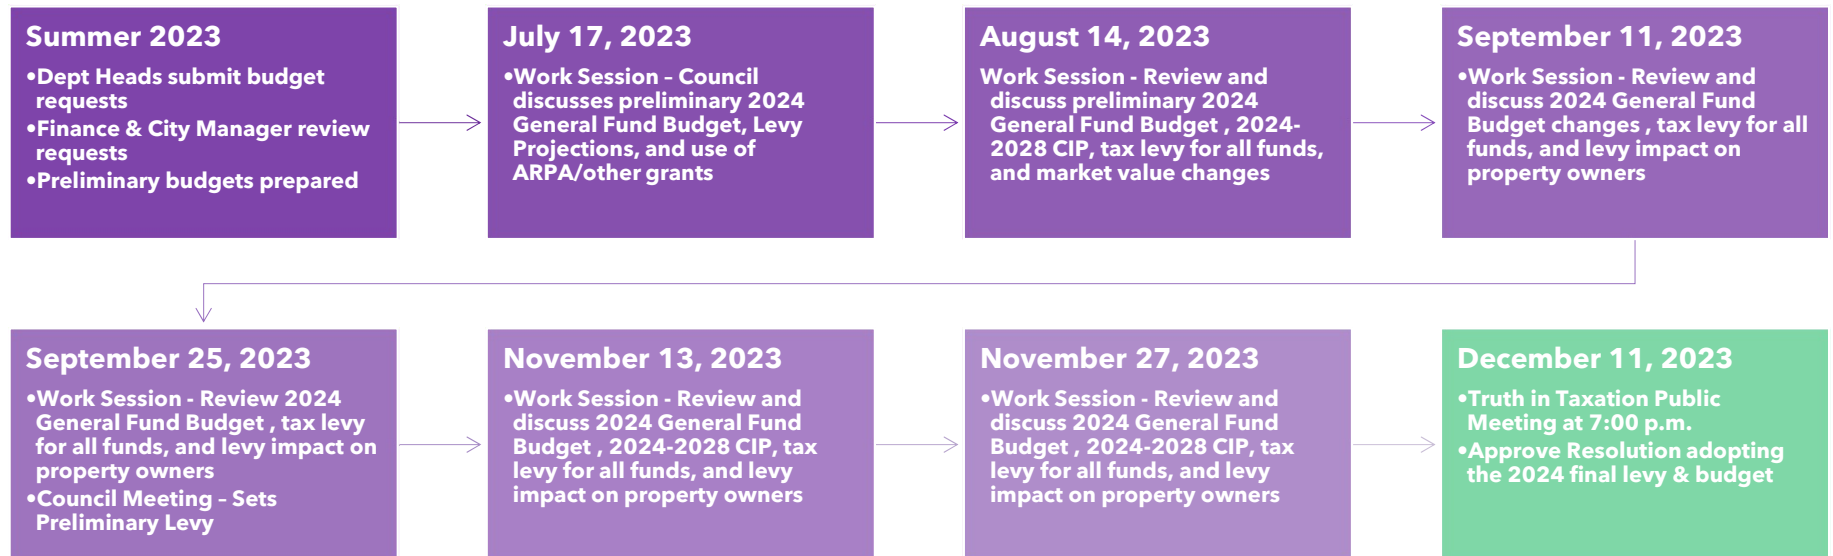 Summer 2023
•Dept Heads submit budget
requests
•Finance & City Manager review
requests
•Preliminary budgets prepared
July 17, 2023
•Work Session – Council
discusses preliminary 2024
General Fund Budget, Levy
Projections, and use of
ARPA/other grants
August 14, 2023
Work Session - Review and
discuss preliminary 2024
General Fund Budget , 2024-
2028 CIP, tax levy for all funds,
and market value changes
September 11, 2023
•Work Session - Review and
discuss 2024 General Fund
Budget changes , tax levy for all
funds, and levy impact on
property owners
September 25, 2023
•Work Session - Review 2024
General Fund Budget , tax levy
for all funds, and levy impact on
property owners
•Council Meeting – Sets
Preliminary Levy
November 13, 2023
•Work Session - Review and
discuss 2024 General Fund
Budget , 2024-2028 CIP, tax
levy for all funds, and levy
impact on property owners
November 27, 2023
•Work Session - Review and
discuss 2024 General Fund
Budget , 2024-2028 CIP, tax
levy for all funds, and levy
impact on property owners
December 11, 2023
•Truth in Taxation Public
Meeting at 7:00 p.m.
•Approve Resolution adopting
the 2024 final levy & budget